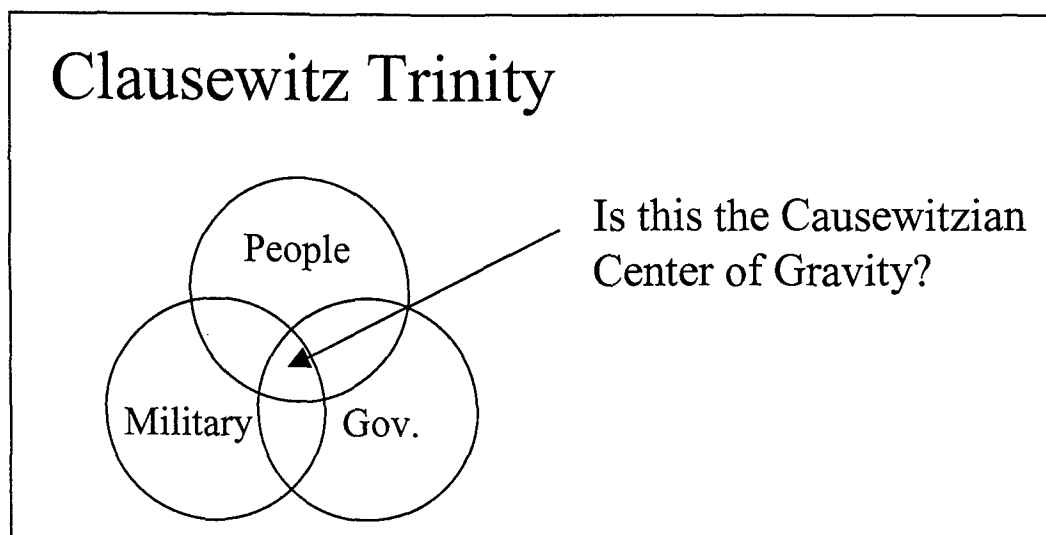 Clausewitz Trinity
People
Is this the Causewitzian
Center of Gravity?
Military
Gov.